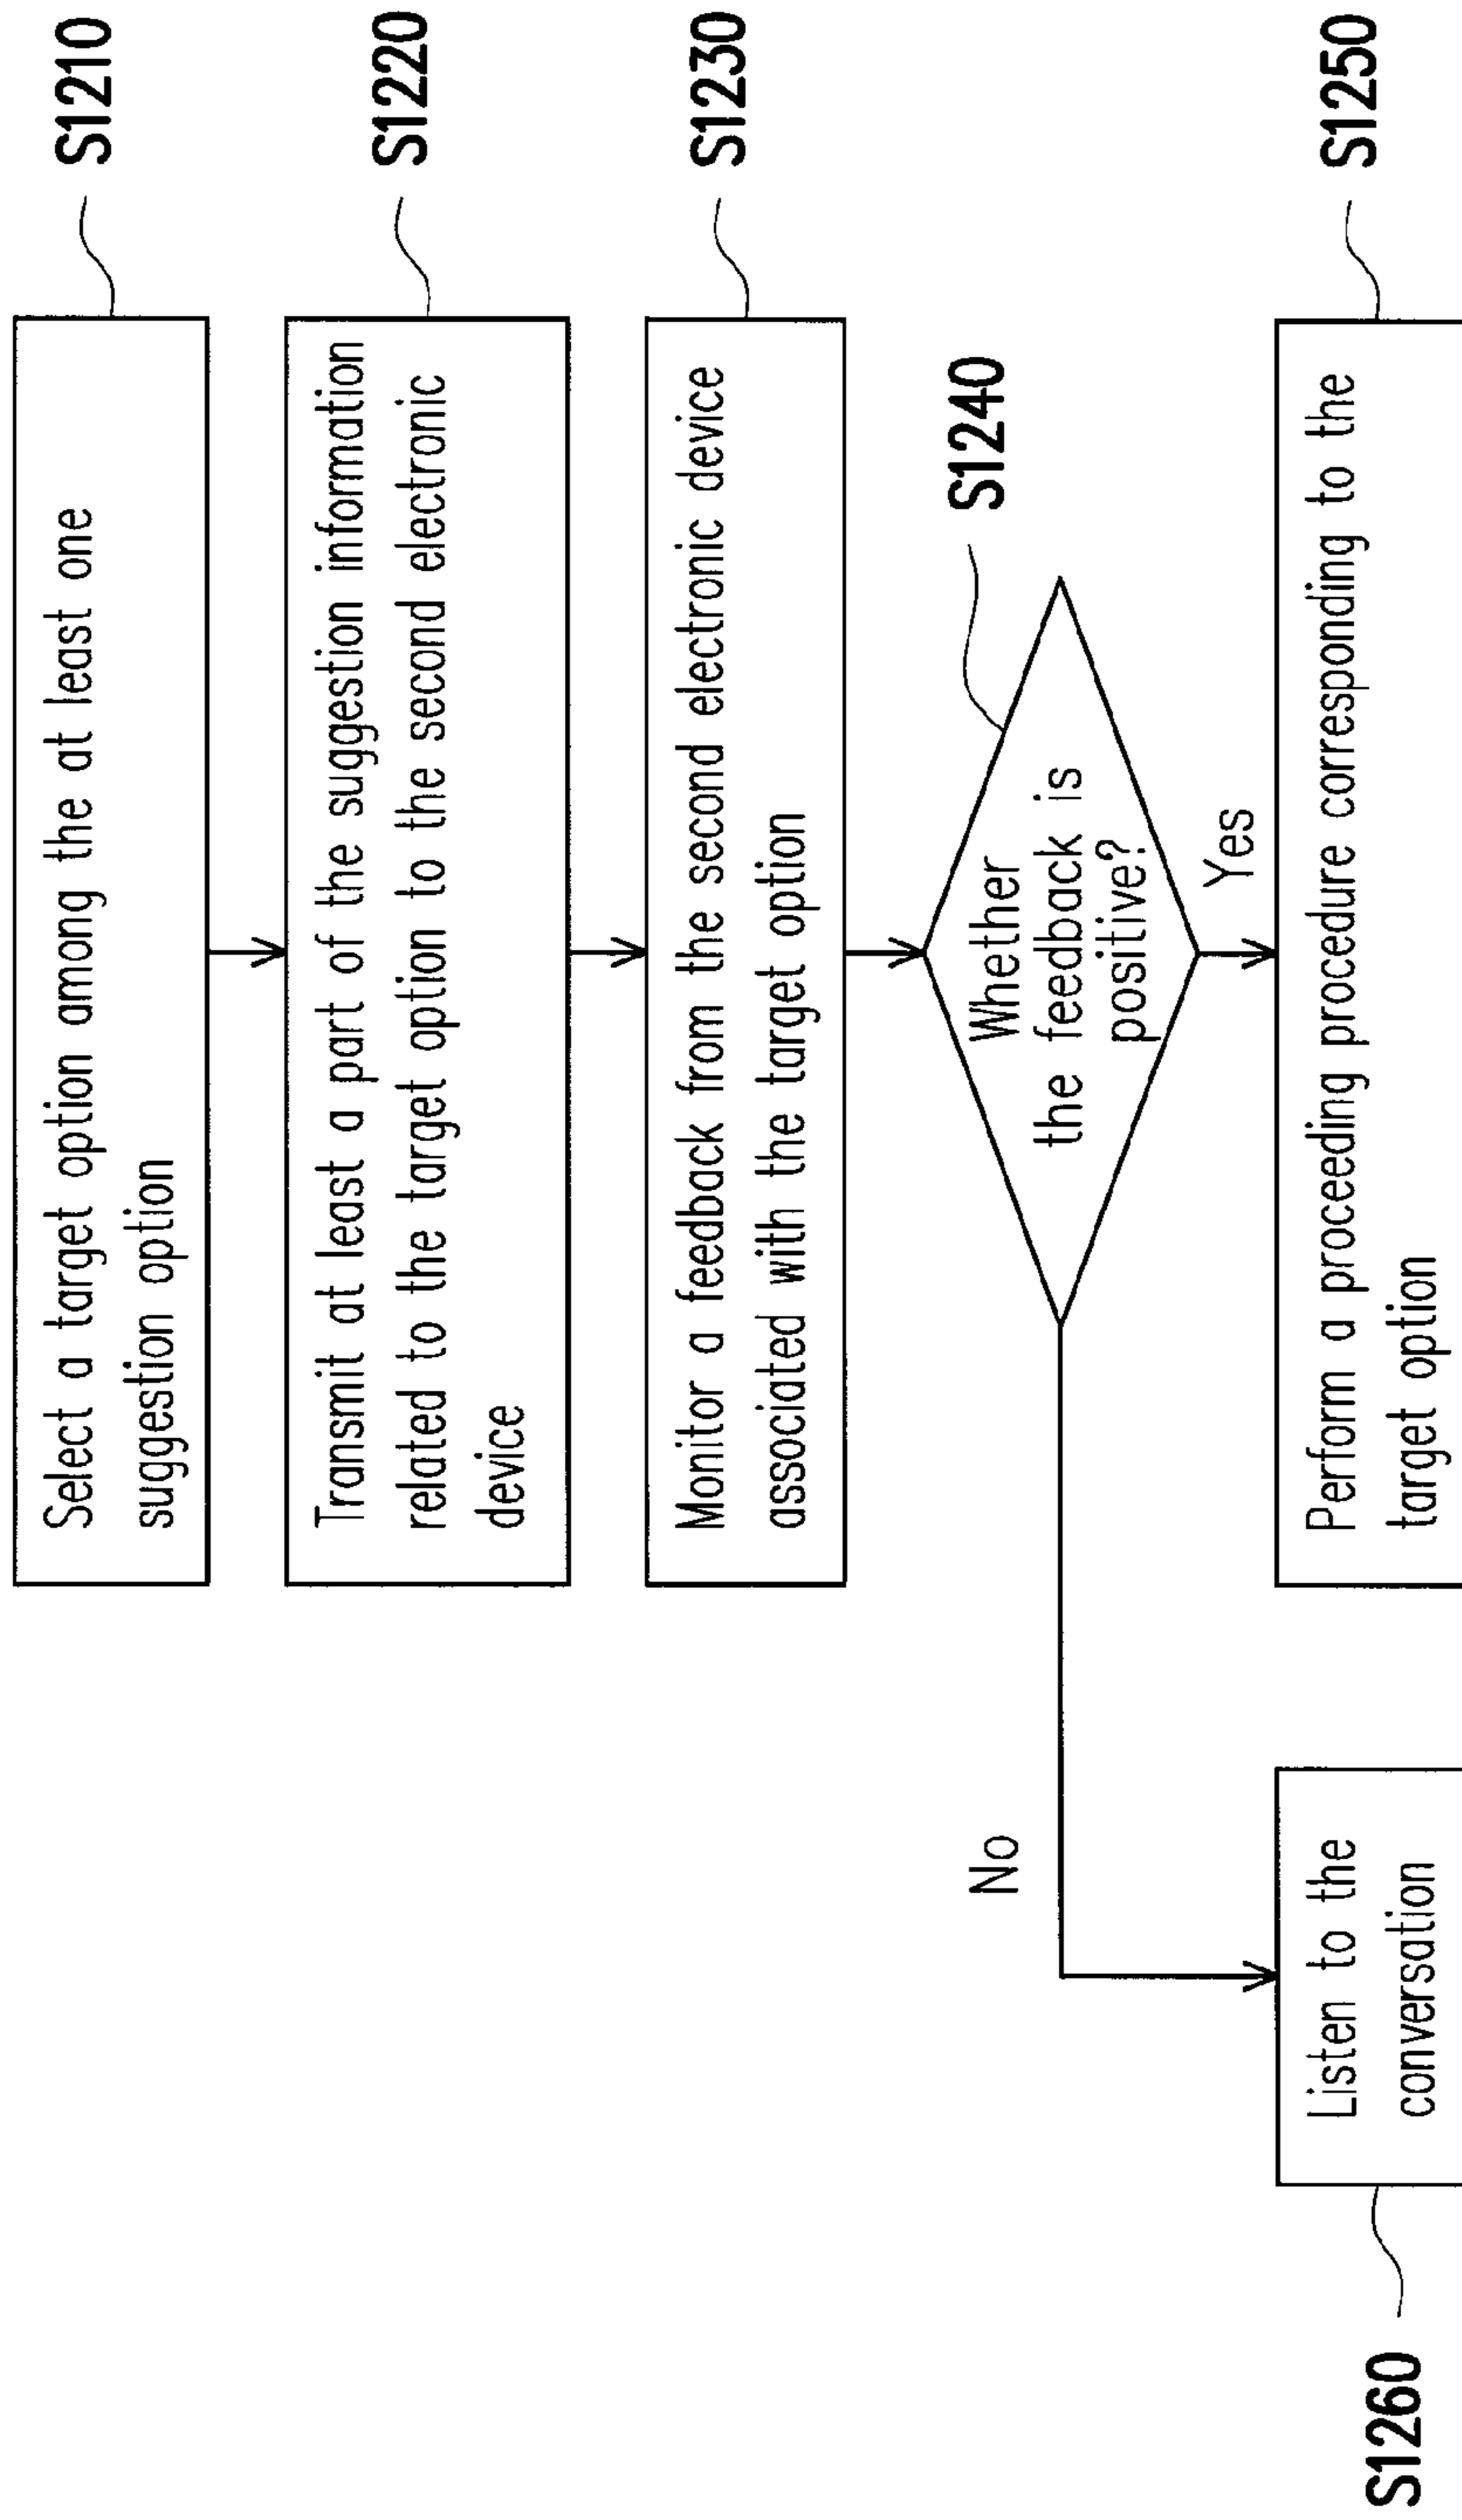 Select a target option among the at least one
suggestion option
S1210
Transmit at least a part of the suggestion information
related to the target option to the second electronic
device
S1220
Monitor a feedback from the second electronic device
associated with the target option
S1230
Whether
the feedback is
positive?
S1240
No
Yes
Listen to the
conversation
S1260
Perform a proceeding procedure corresponding to the
target option
S1250